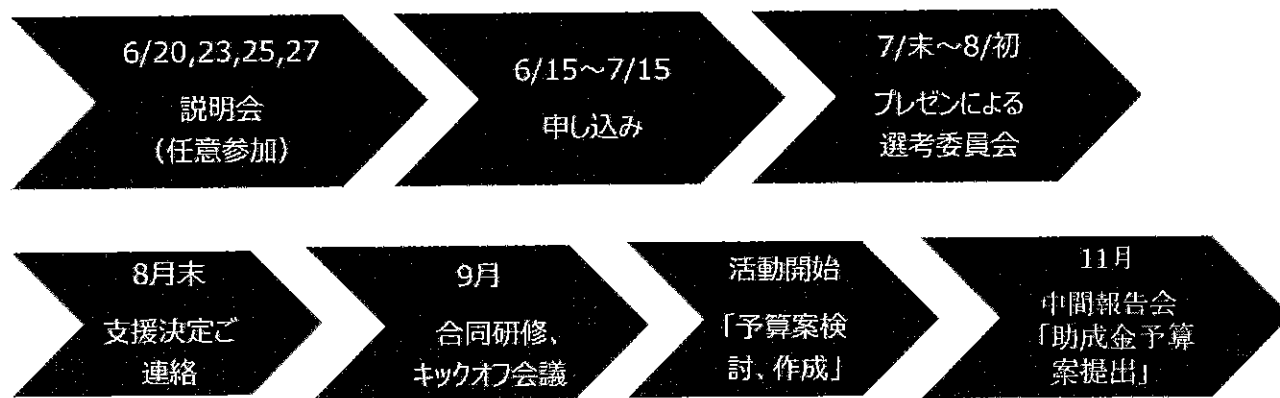 6/20,23,25,27
説明会
（任意参加）
6/15～7/15
申し込み
7/末～8/初
プレゼンによる
選考委員会
8月末
支援決定ご
連絡
9月
合同研修、
キックオフ会議
活動開始
「予算案検
討、作成」
11月
中間報告会
「助成金予算
案提出」